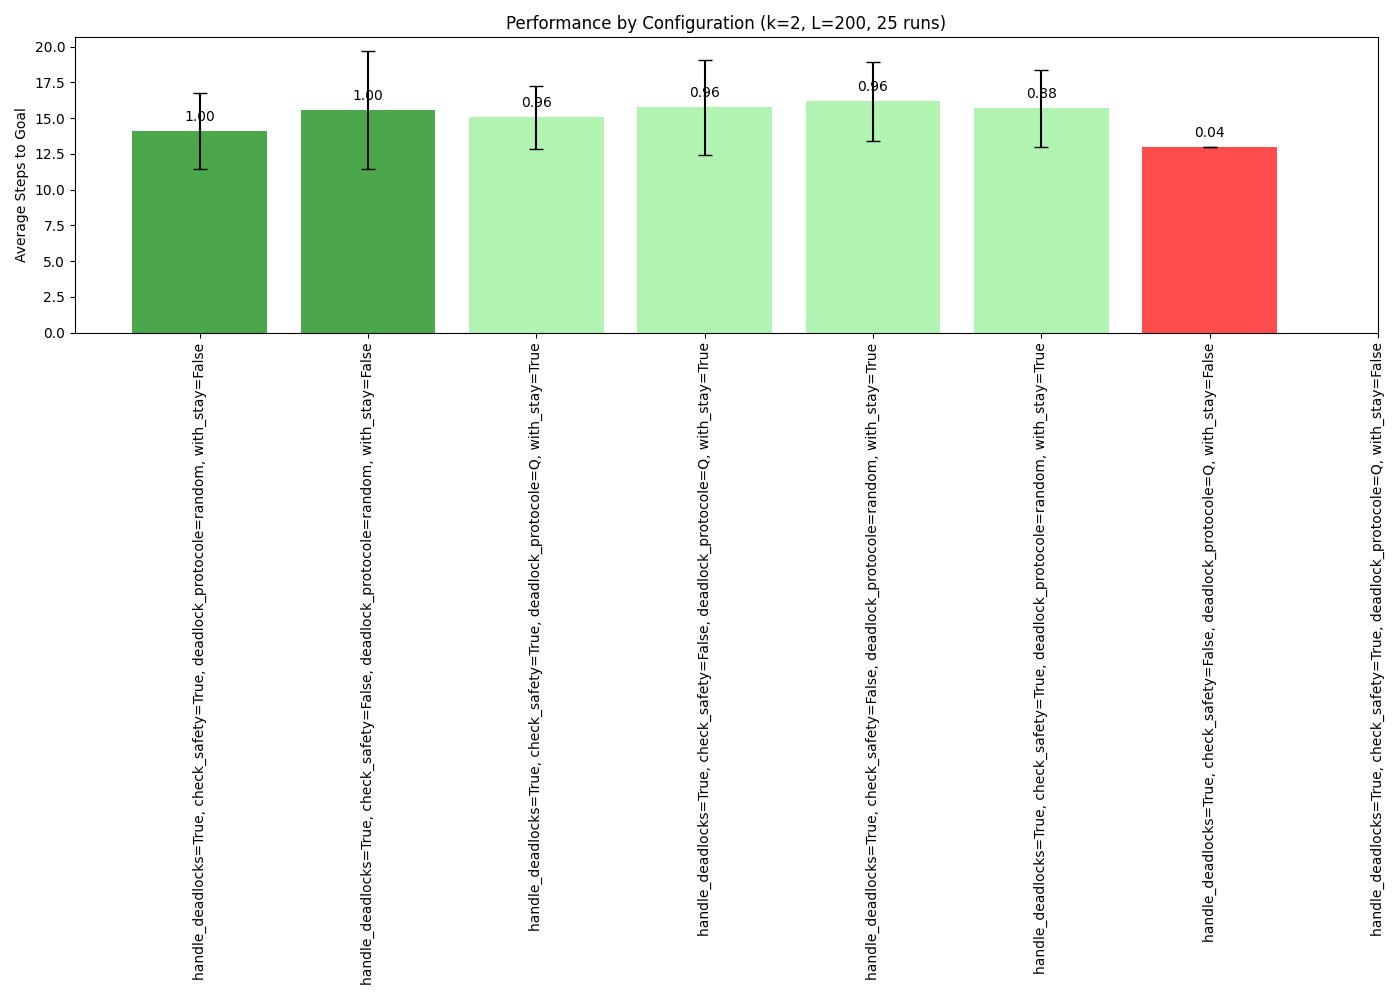 Performance by Configuration (k=2, L=200, 25 runs)
Average Steps to Goal
20.0
17.5
15.0
12.5
10.0
7.5
5.0
2.5
0.0
1.00
1.00
0.96
0.96
0.96
0.88
0.04
handle_deadlocks=True, check_safety=True, deadlock_protocole=random, with_stay=False
handle_deadlocks=True, check_safety=False, deadlock_protocole=random, with_stay=False
handle_deadlocks=True, check_safety=True, deadlock_protocole=Q, with_stay=True
handle_deadlocks=True, check_safety=False, deadlock_protocole=Q, with_stay=True
handle_deadlocks=True, check_safety=False, deadlock_protocole=random, with_stay=True
handle_deadlocks=True, check_safety=True, deadlock_protocole=random, with_stay=True
handle_deadlocks=True, check_safety=False, deadlock_protocole=Q, with_stay=False
handle_deadlocks=True, check_safety=True, deadlock_protocole=Q, with_stay=False